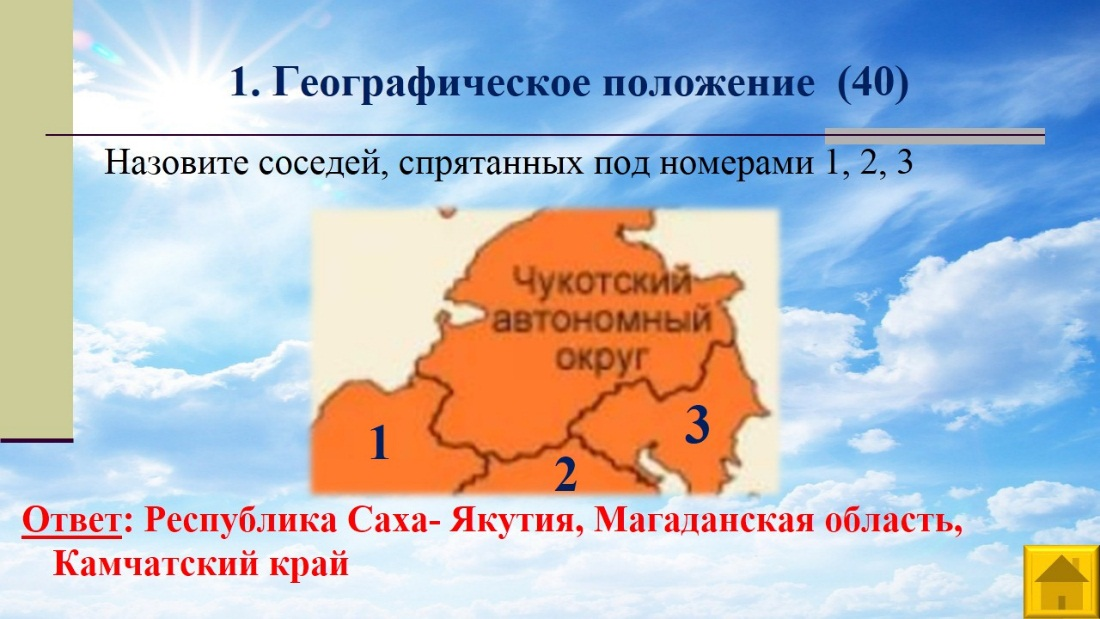 1. Географическое положение (40)
Назовите соседей, спрятанных под номерами 1, 2, 3
Чукотский
автономный
округ
3
1
2
Ответ: Республика Саха- Якутия, Магаданская область,
Камчатский край